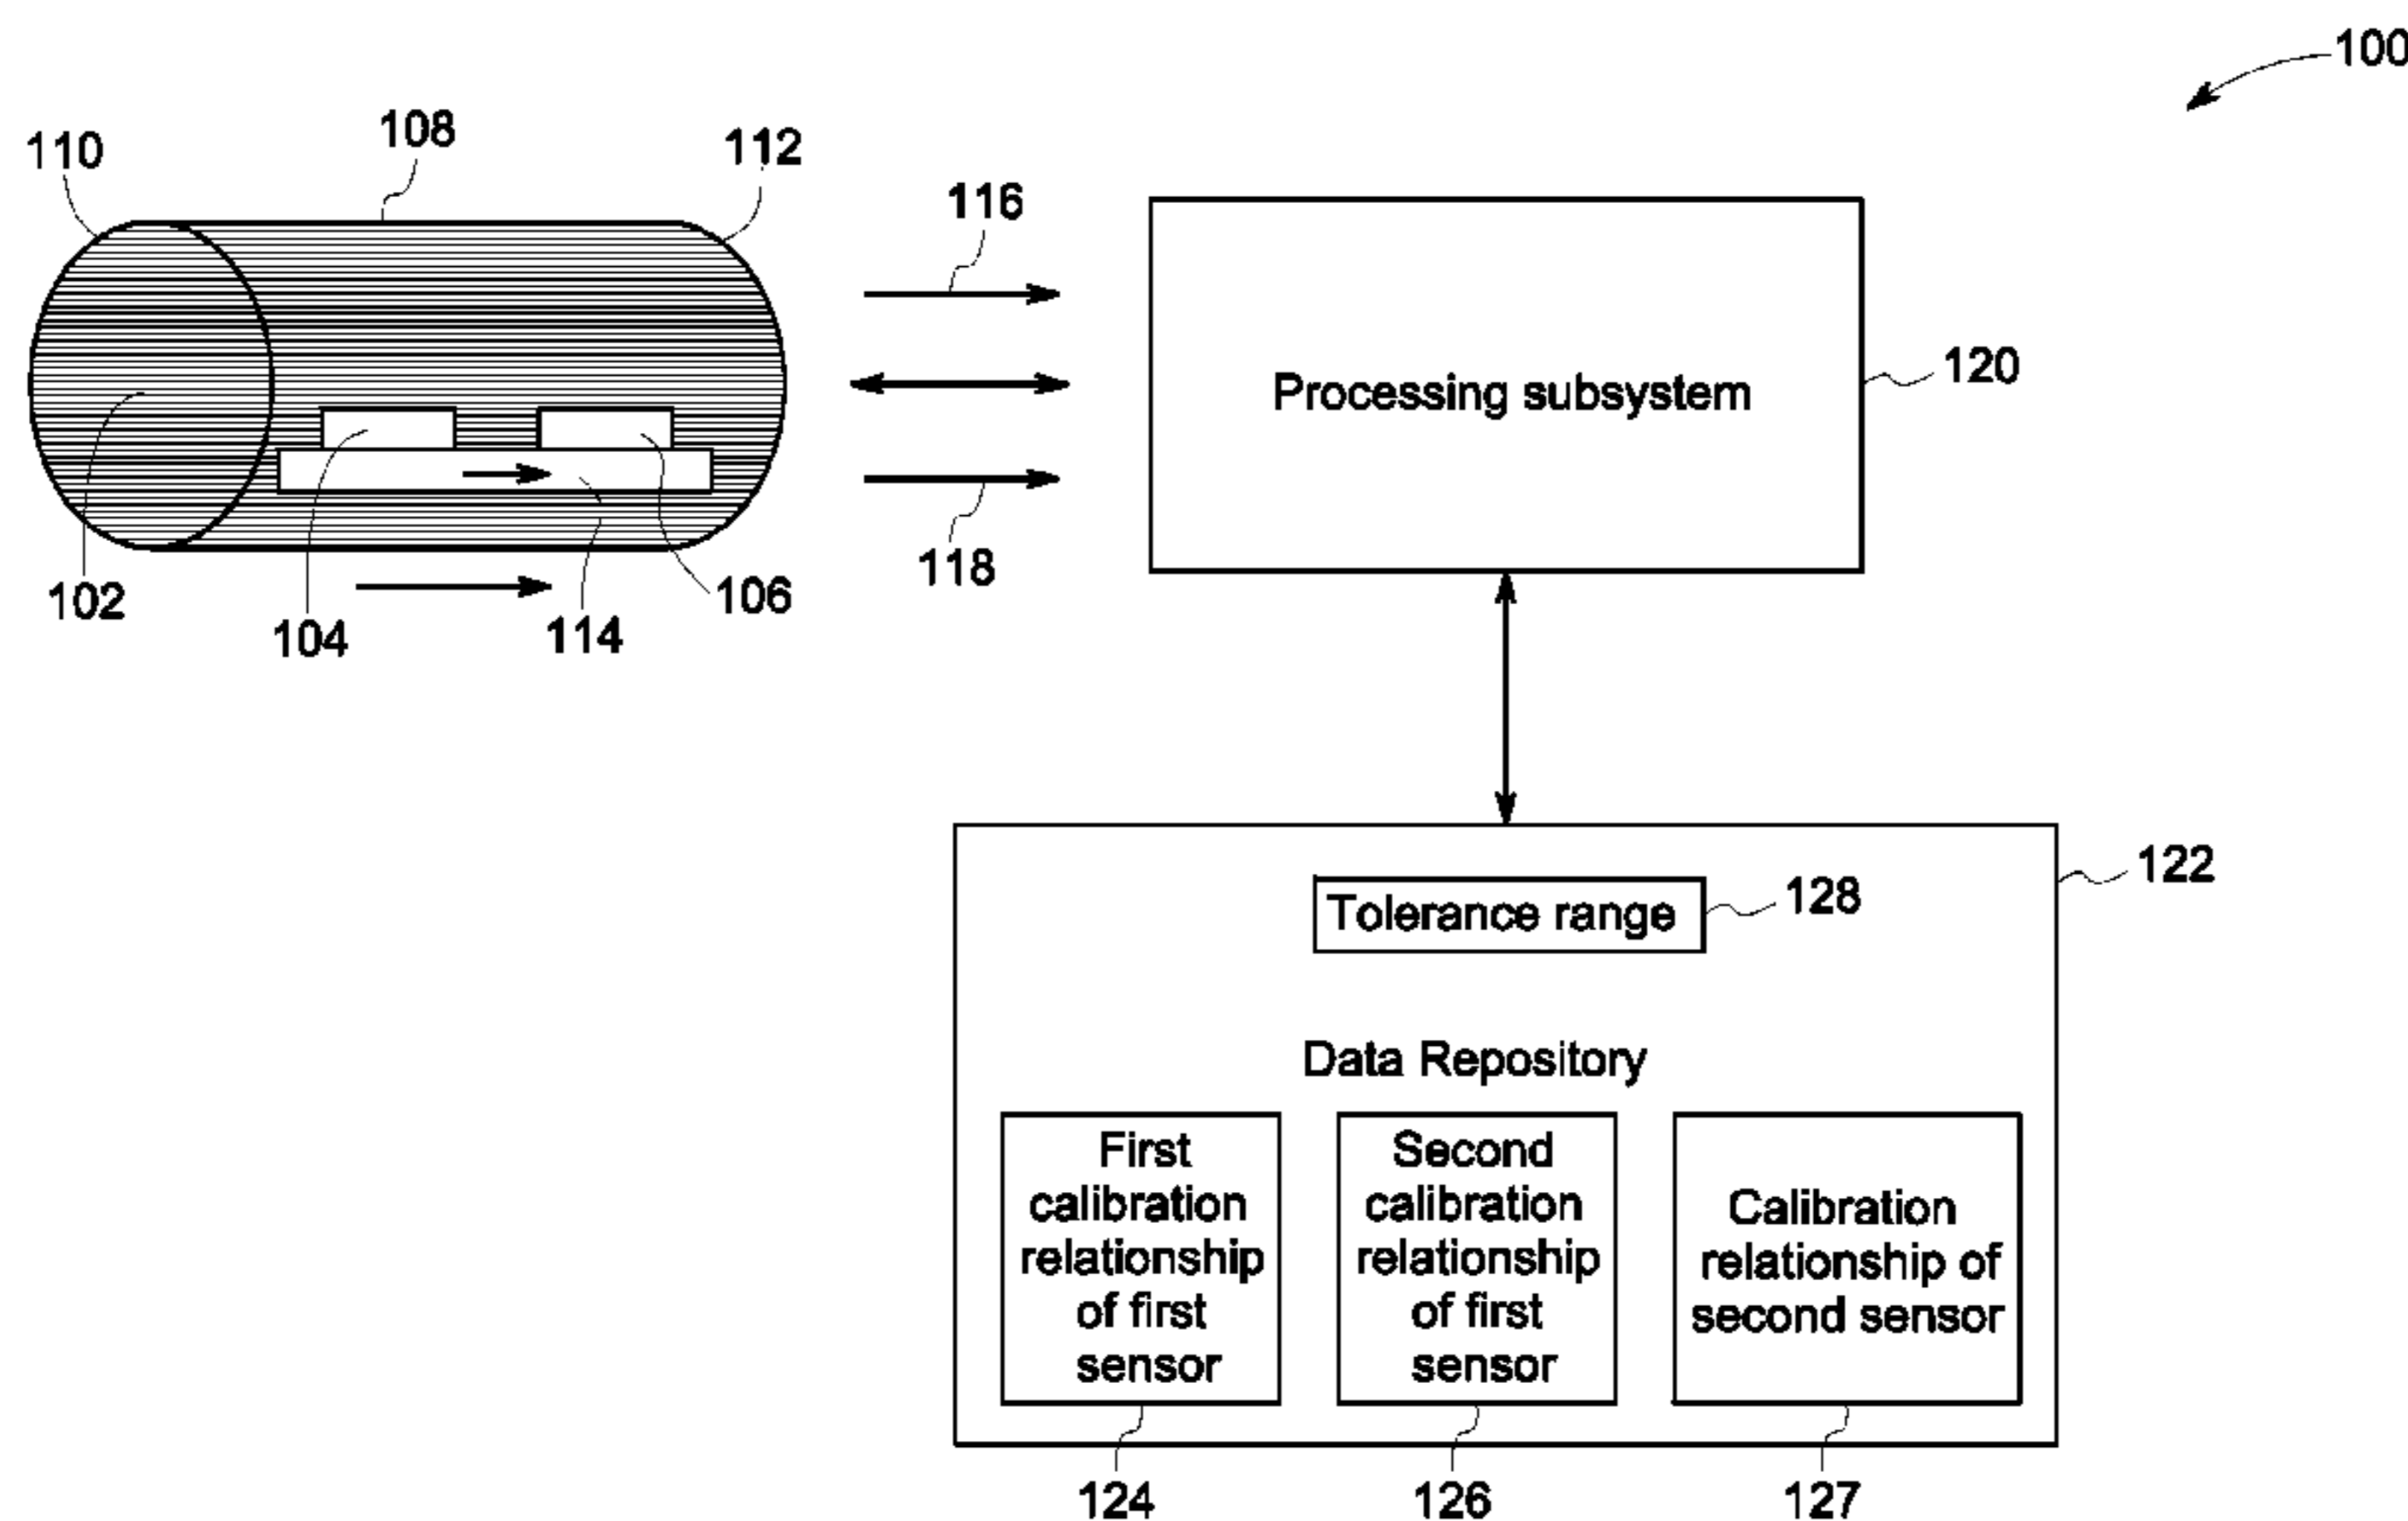 100
108
110
112
116
120
Processing subsystem
118
102
104
114
106
122
Tolerance range
128
Data Repository
First
calibration
relationship
of first
sensor
Second
calibration
relationship
of first
sensor
Calibration
relationship of
second sensor
124
126
127